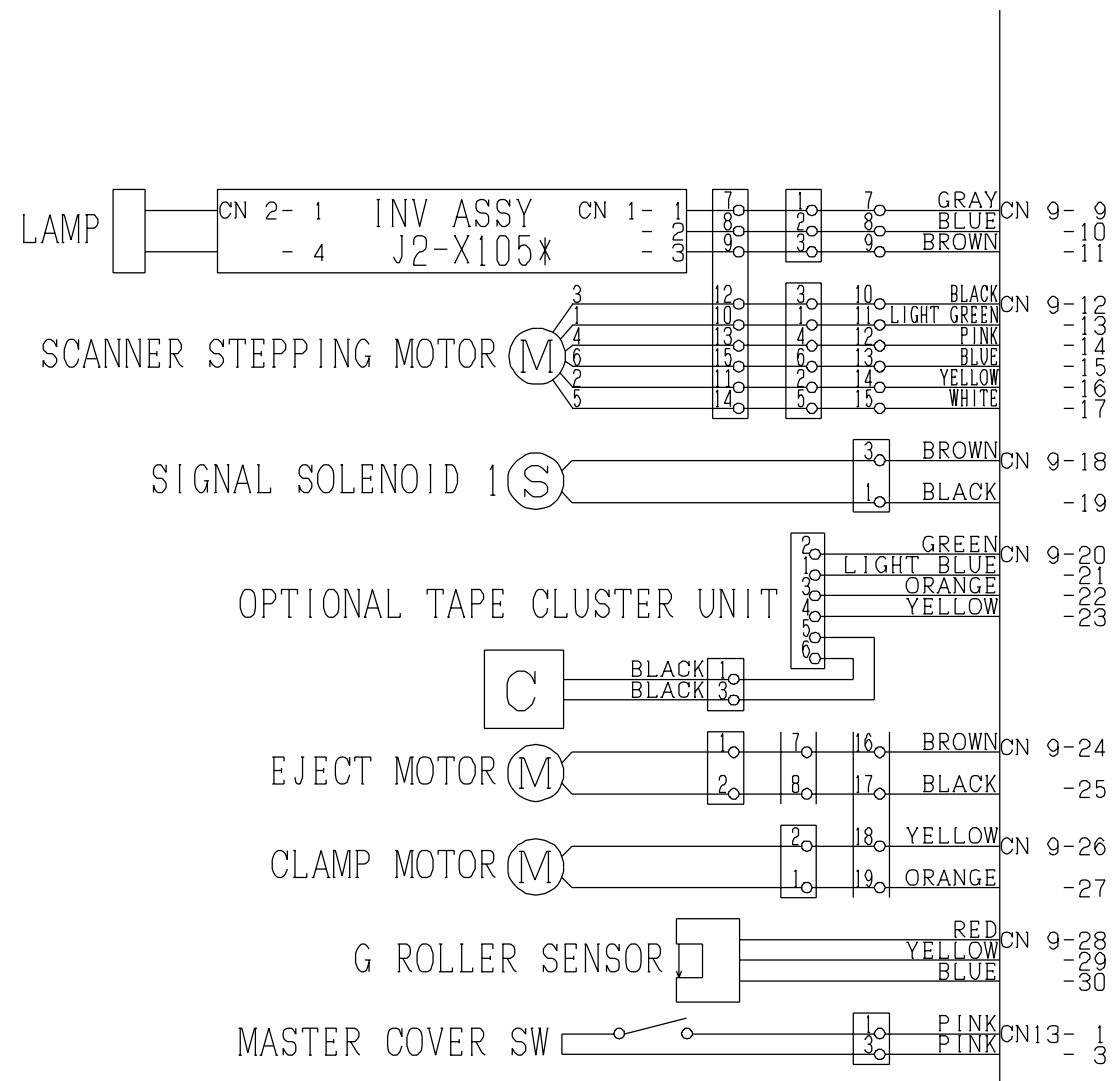 7 1 7 GRAY
LAMP CN 2- 1 INV ASSY CN 1- 1 8 2 8 BLUE CN 9- 9
- 2 9 3 9 BROWN -10
- 4 J2-X105* - 3 -11
3 12 3 10 BLACK CN 9-12
1 10 1 11 LIGHT GREEN -13
4 13 4 12 PINK -14
SCANNER STEPPING MOTOR M
6 15 6 13 BLUE -15
2 11 2 14 YELLOW -16
5 14 5 15 WHITE -17
3 BROWN CN 9-18
SIGNAL SOLENOID 1 S
1 BLACK -19
2 GREEN CN 9-20
1 LIGHT BLUE -21
3 ORANGE -22
OPTIONAL TAPE CLUSTER UNIT 4 YELLOW -23
5
6
BLACK 1
C BLACK 3
1 7 16 BROWN CN 9-24
EJECT MOTOR M
2 8 17 BLACK -25
2 18 YELLOW CN 9-26
CLAMP MOTOR M
1 19 ORANGE -27
RED CN 9-28
G ROLLER SENSOR YELLOW -29
BLUE -30
1 PINK CN13- 1
MASTER COVER SW 3 PINK - 3